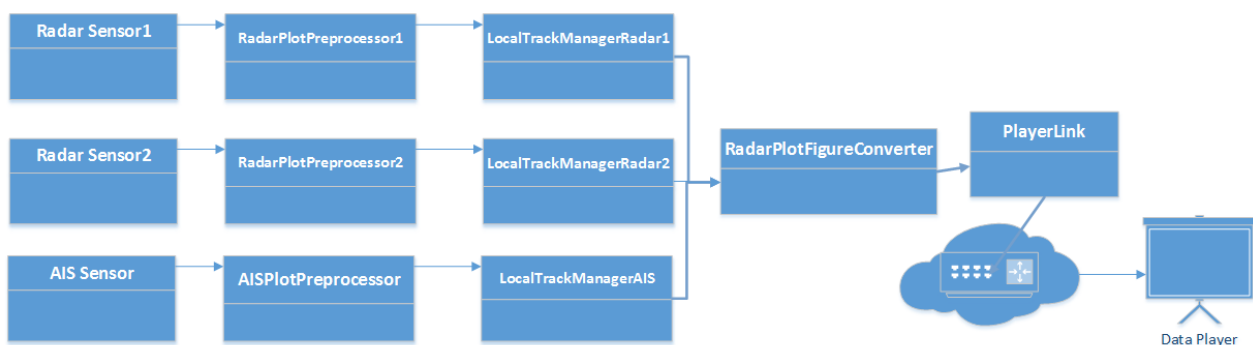 Radar Sensor1
RadarPlotPreprocessor1
LocalTrackManagerRadar1
Radar Sensor2
RadarPlotPreprocessor2
LocalTrackManagerRadar2
AIS Sensor
AISPlotPreprocessor
LocalTrackManagerAIS
RadarPlotFigureConverter
PlayerLink
Data Player